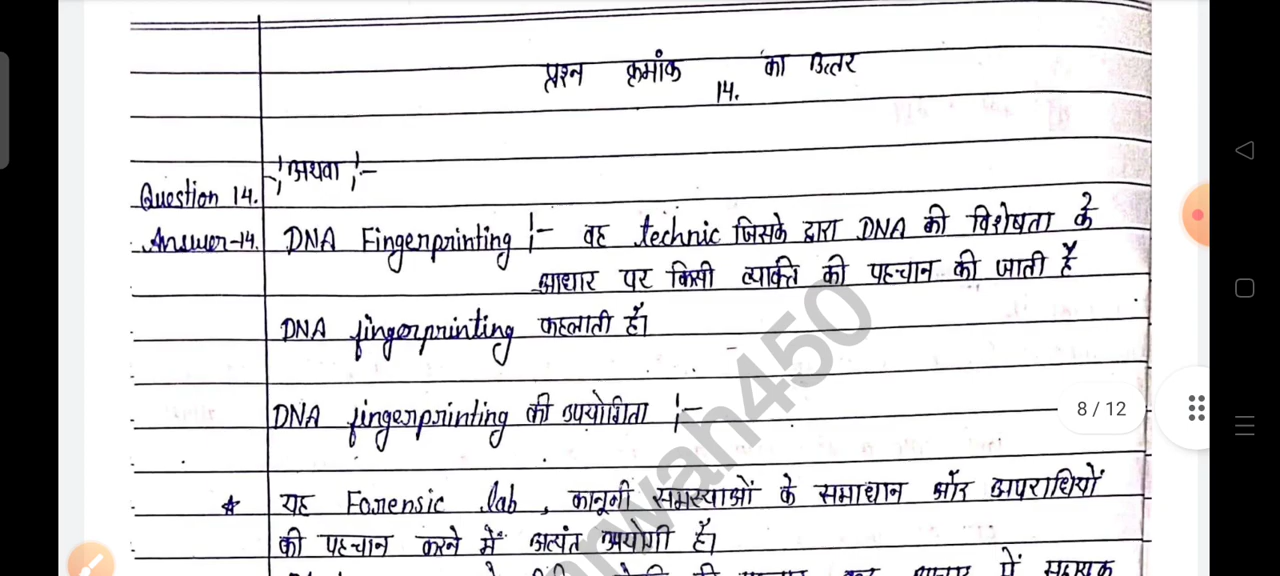 प्रश्न क्रमांक 14. का उत्तर
:- अथवा :-
Question 14.
Answer-14. DNA Fingerprinting :- वह technic जिसके द्वारा DNA की विशेषता के
आधार पर किसी व्यक्ति की पहचान की जाती है
DNA fingerprinting कहलाती है।
DNA fingerprinting की उपयोगिता :-
8 / 12
* यह Forensic lab, कानूनी समस्याओं के समाधान और अपराधियों
की पहचान करने में अत्यंत उपयोगी है।
nwah450